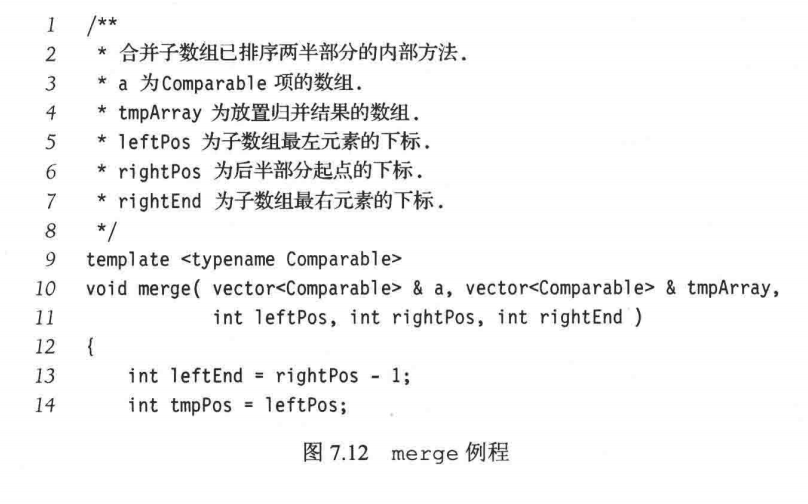 1 /**
2 * 合并子数组已排序两半部分的内部方法.
3 * a 为Comparable 项的数组.
4 * tmpArray 为放置归并结果的数组.
5 * leftPos 为子数组最左元素的下标.
6 * rightPos 为后半部分起点的下标.
7 * rightEnd 为子数组最右元素的下标.
8 */
9 template <typename Comparable>
10 void merge( vector<Comparable> & a, vector<Comparable> & tmpArray,
11 int leftPos, int rightPos, int rightEnd )
12 {
13 int leftEnd = rightPos - 1;
14 int tmpPos = leftPos;
图 7.12 merge 例程